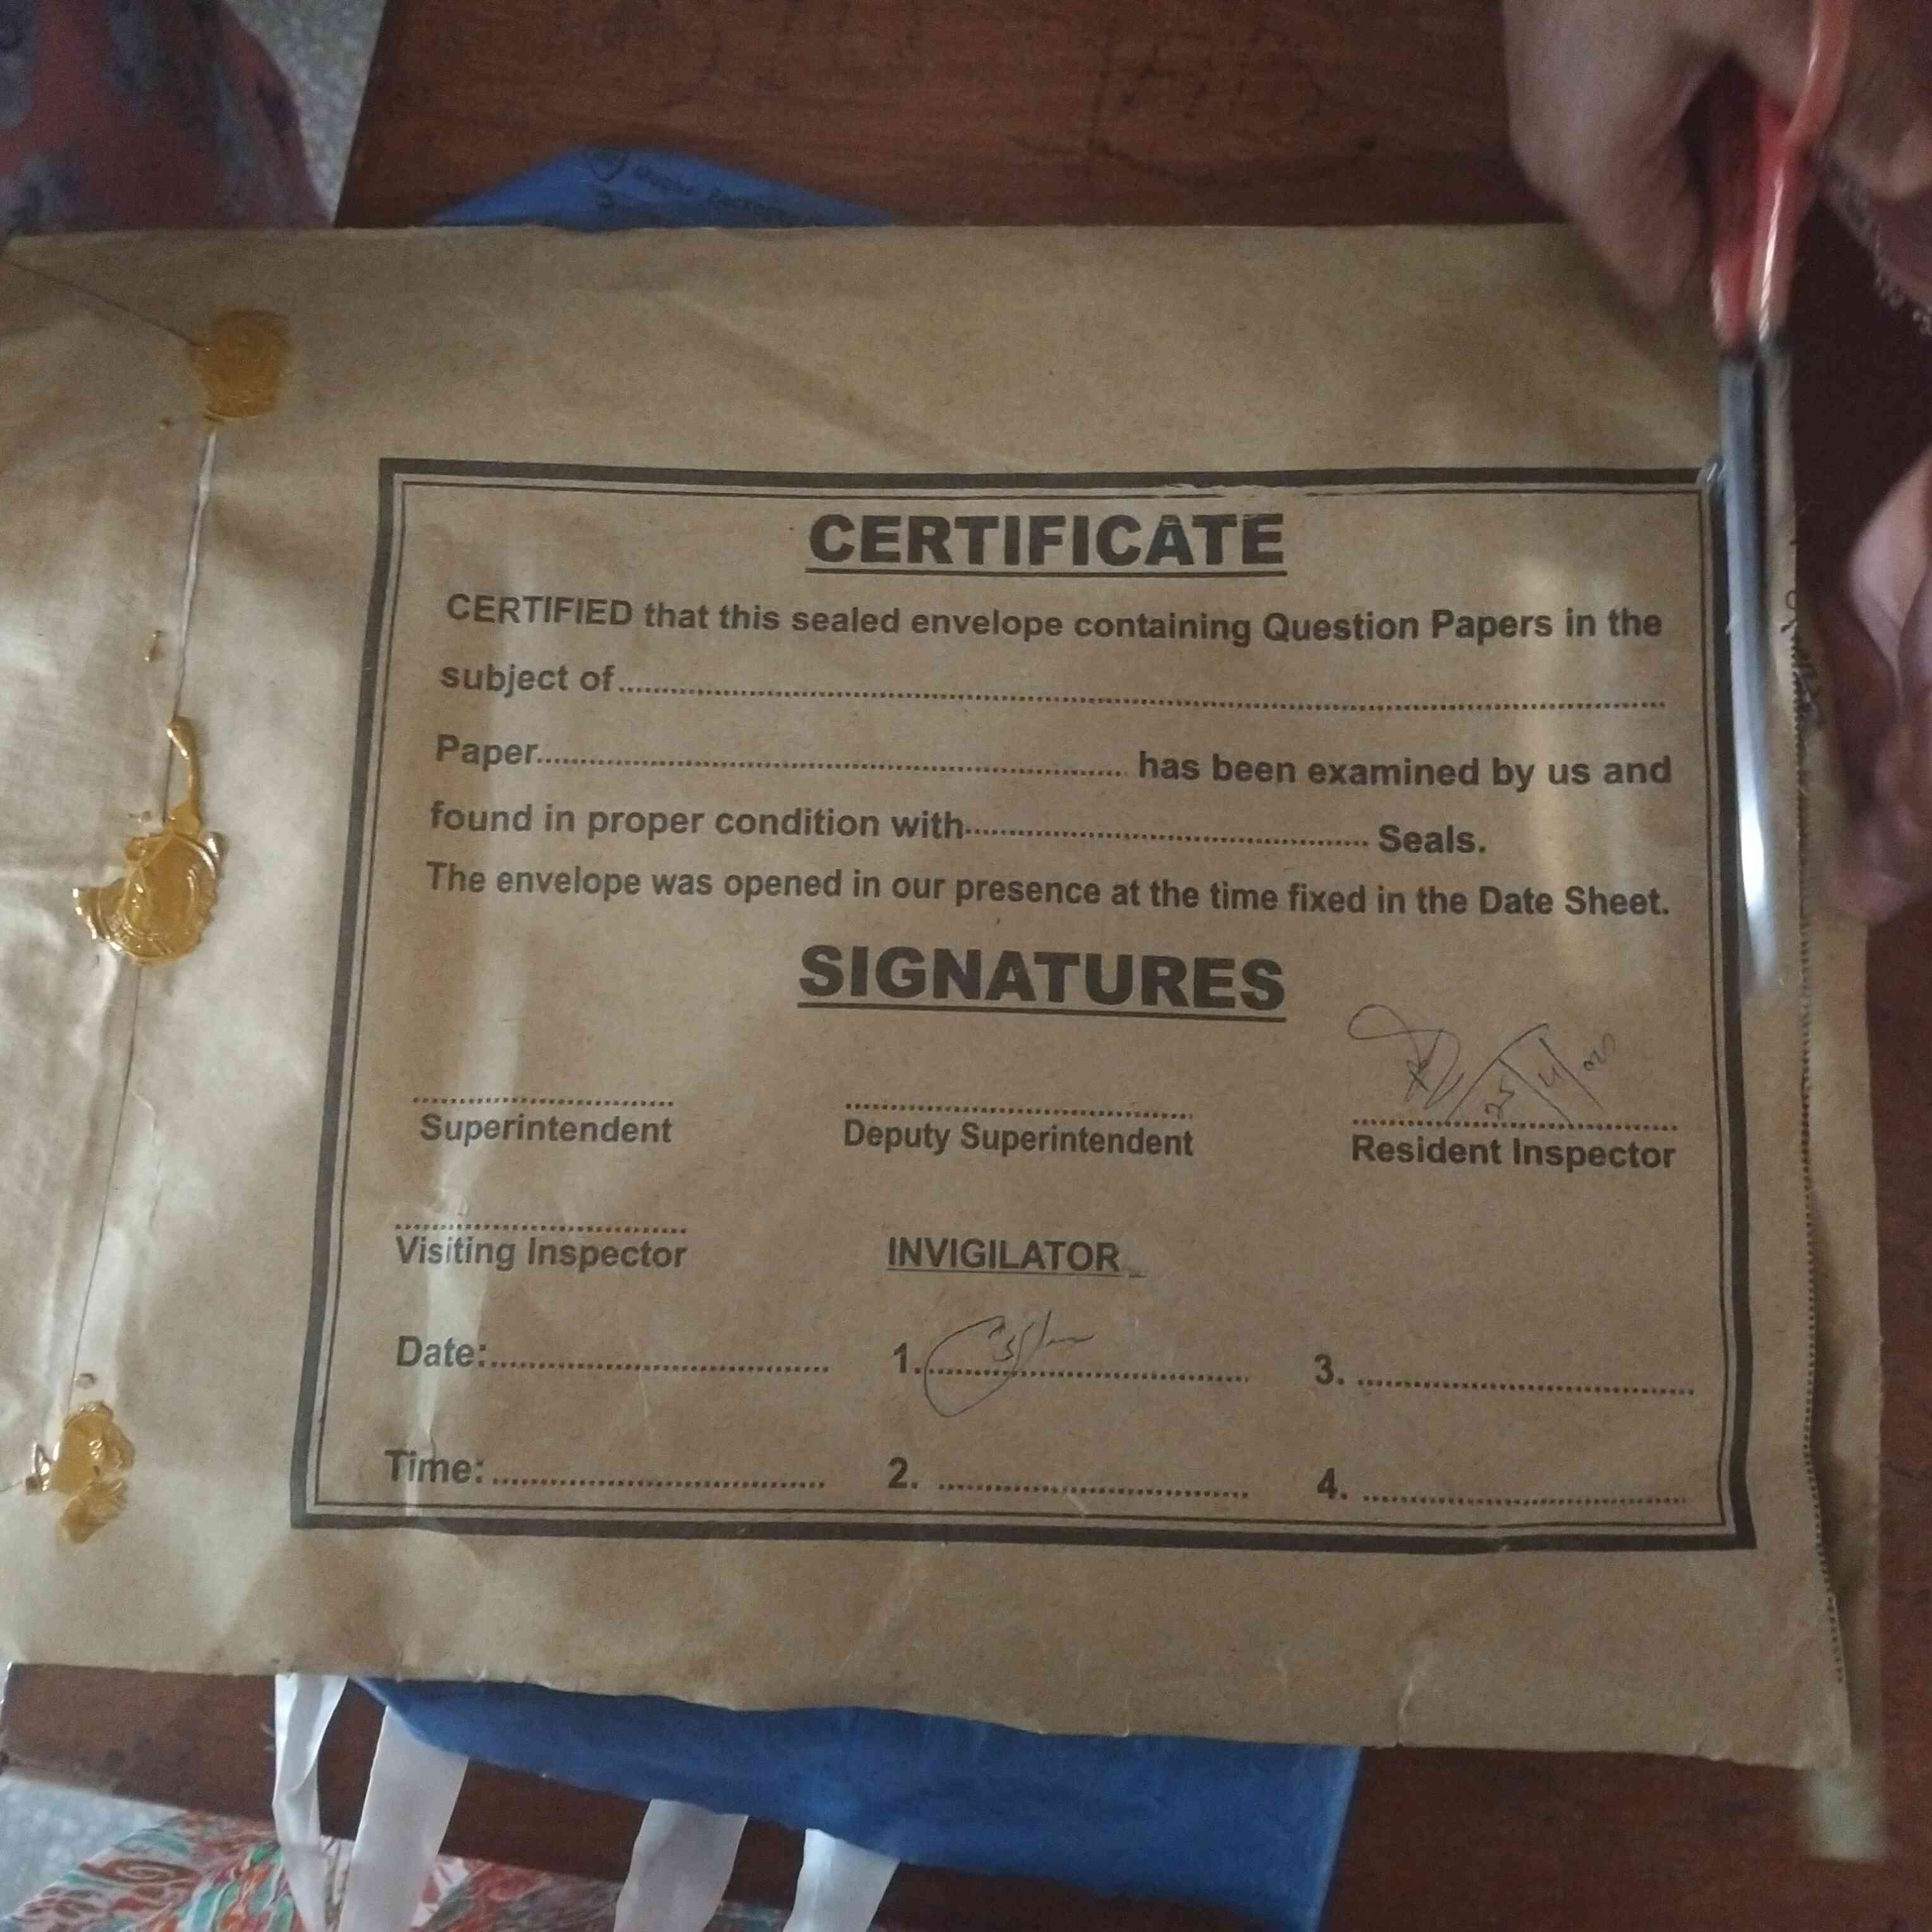 CERTIFICATE
CERTIFIED that this sealed envelope containing Question Papers in the
subject of
Paper has been examined by us and
found in proper condition with Seals.
The envelope was opened in our presence at the time fixed in the Date Sheet.
SIGNATURES
Superintendent Deputy Superintendent Resident Inspector
Visiting Inspector INVIGILATOR
Date: 1. 3.
Time: 2. 4.